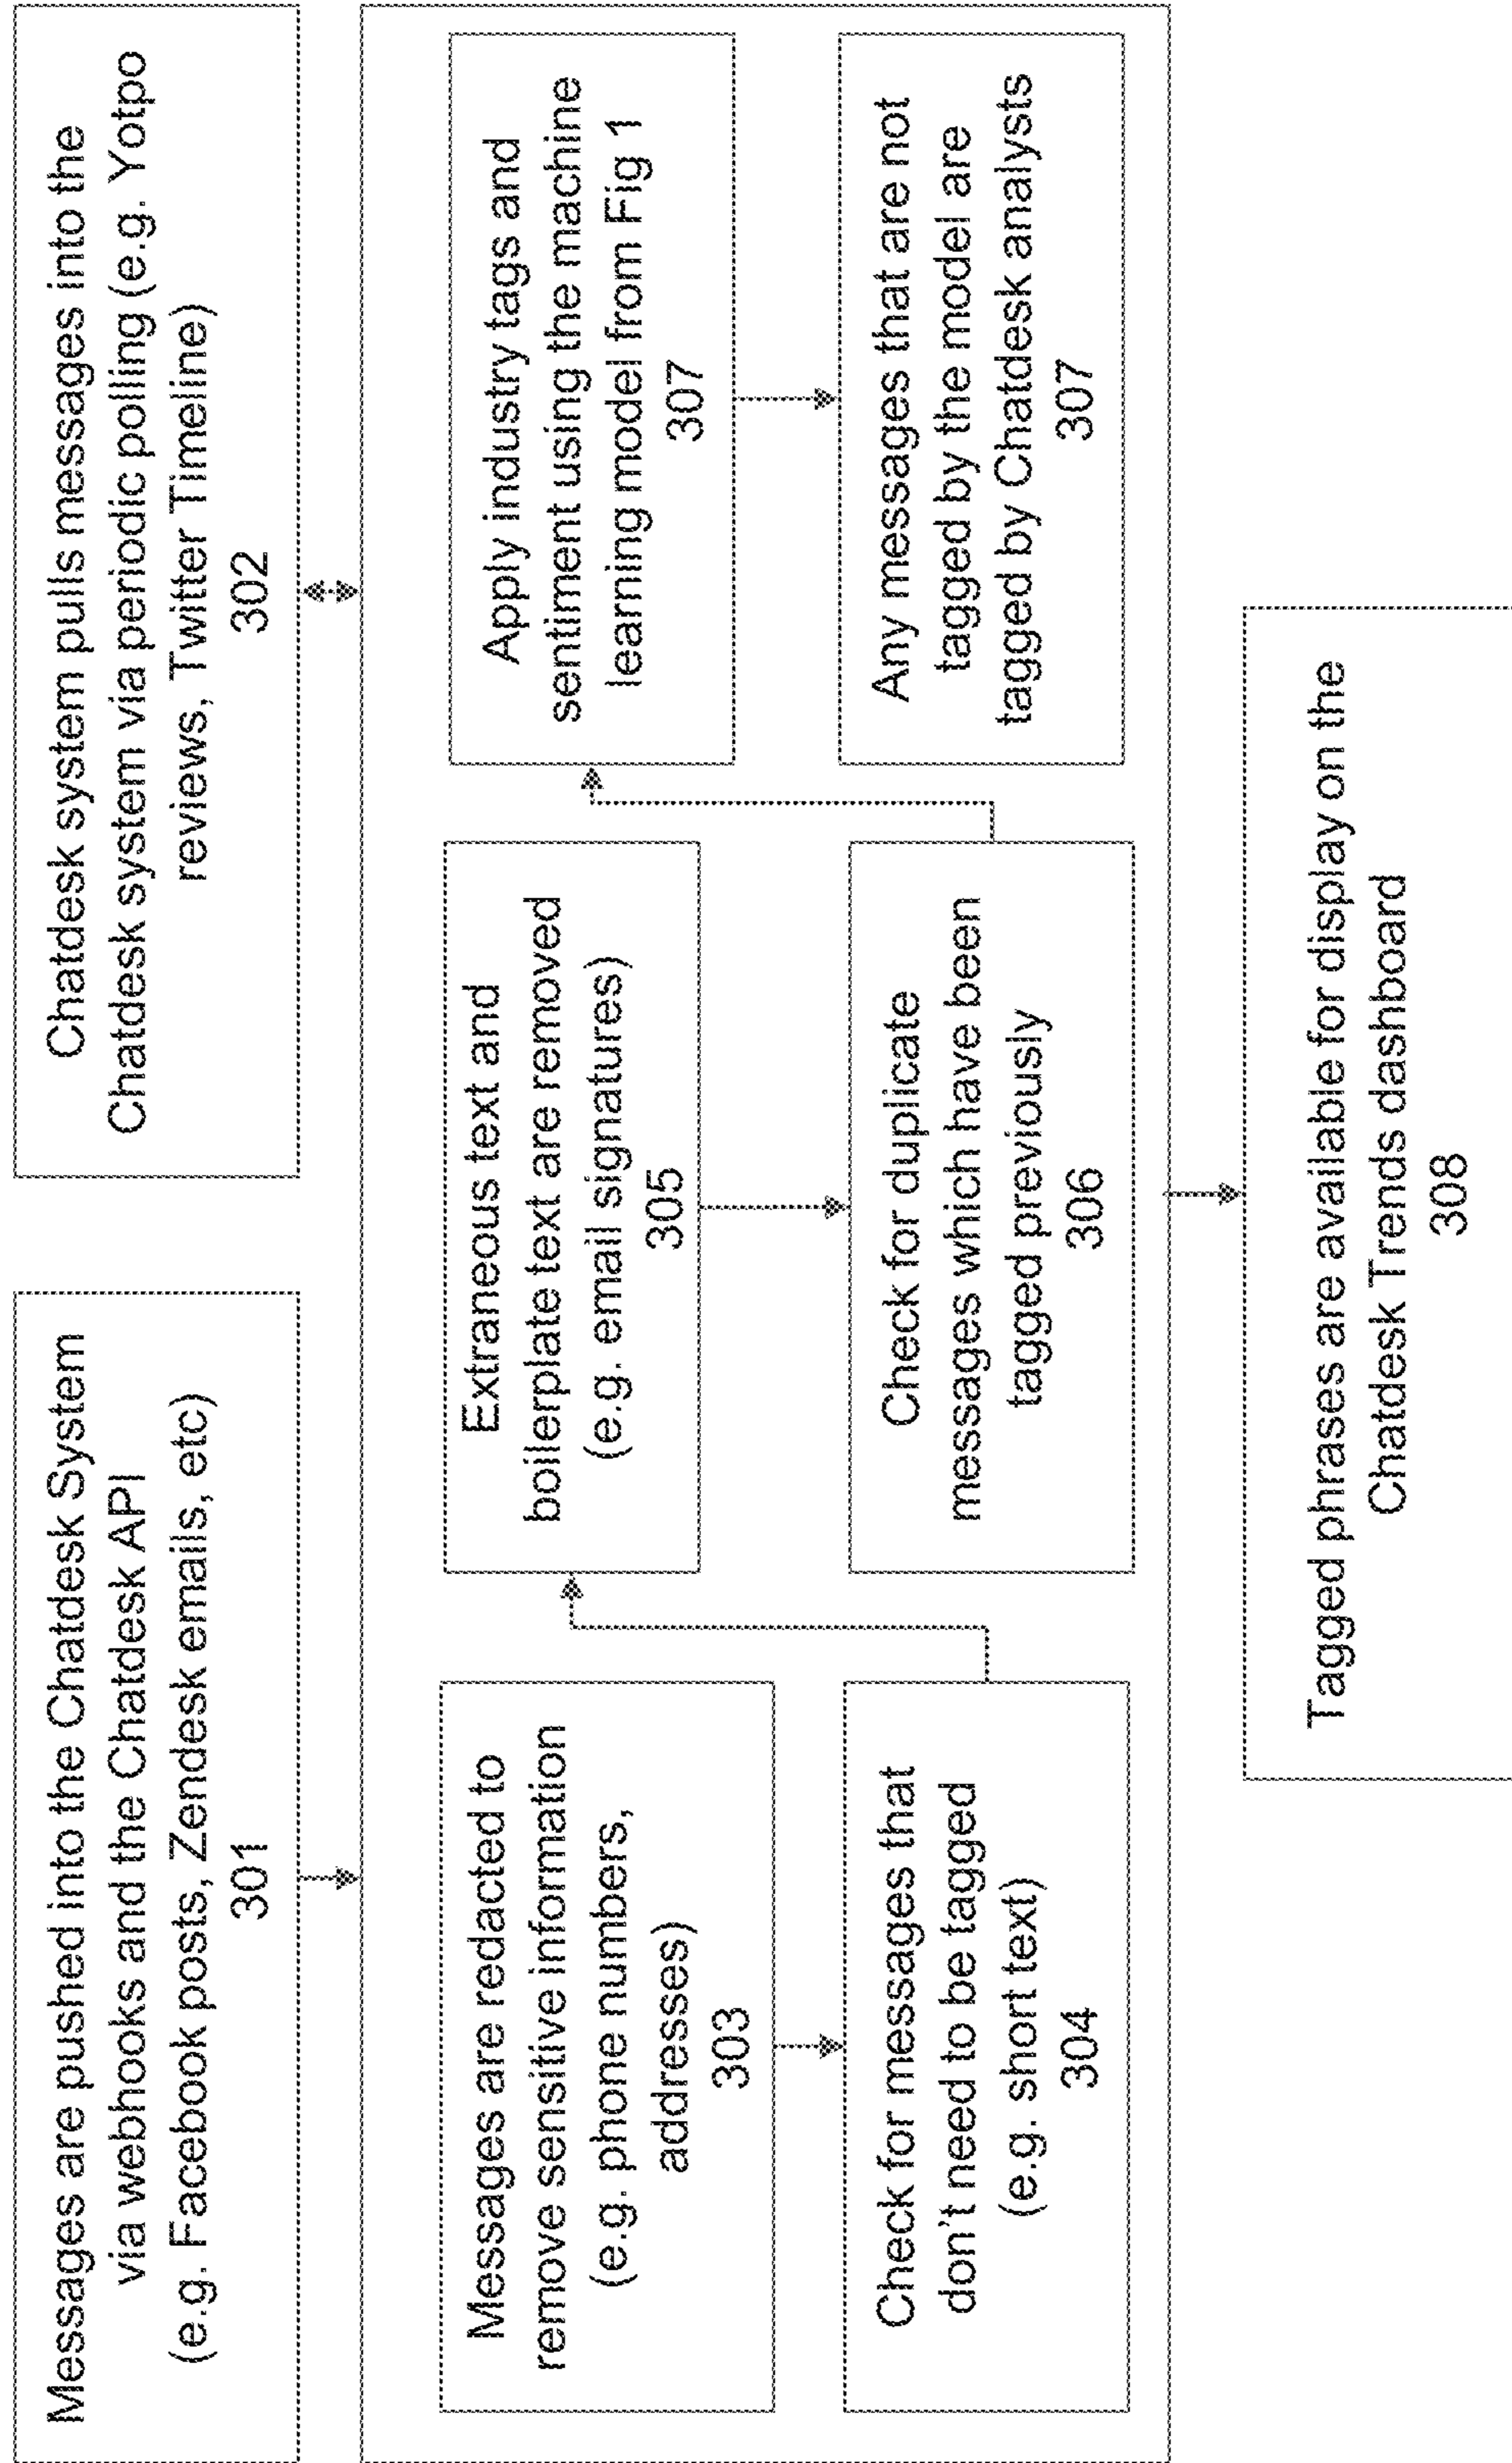 Messages are pushed into the Chatdesk System
via webhooks and the Chatdesk API
(e.g. Facebook posts, Zendesk emails, etc)
301
Chatdesk system pulls messages into the
Chatdesk system via periodic polling (e.g. Yotpo
reviews, Twitter Timeline)
302
Messages are redacted to
remove sensitive information
(e.g. phone numbers,
addresses)
303
Check for messages that
don't need to be tagged
(e.g. short text)
304
Extraneous text and
boilerplate text are removed
(e.g. email signatures)
305
Check for duplicate
messages which have been
tagged previously
306
Apply industry tags and
sentiment using the machine
learning model from Fig 1
307
Any messages that are not
tagged by the model are
tagged by Chatdesk analysts
307
Tagged phrases are available for display on the
Chatdesk Trends dashboard
308